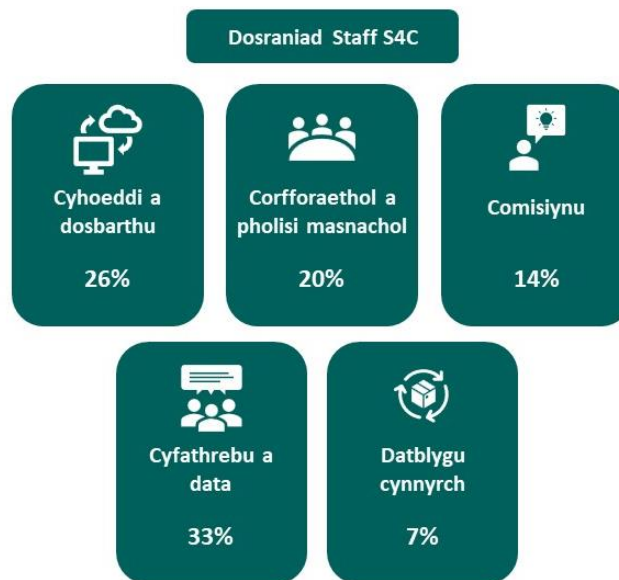 Dosraniad Staff S4C
Cyhoeddi a
dosbarthu
26%
Corfforaethol a
pholisi masnachol
20%
Comisiynu
14%
Cyfathrebu a
data
33%
Datblygu
cynnyrch
7%